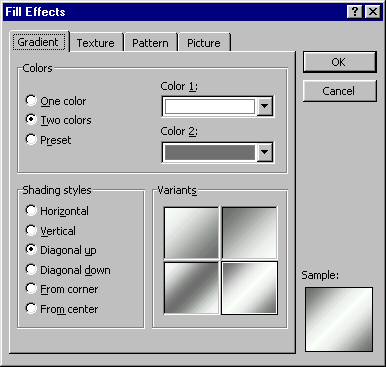 Fill Effects
Gradient Texture Pattern Picture
OK
Cancel
Colors
One color
Two colors
Preset
Color 1:
Color 2:
Shading styles
Horizontal
Vertical
Diagonal up
Diagonal down
From corner
From center
Variants
Sample: